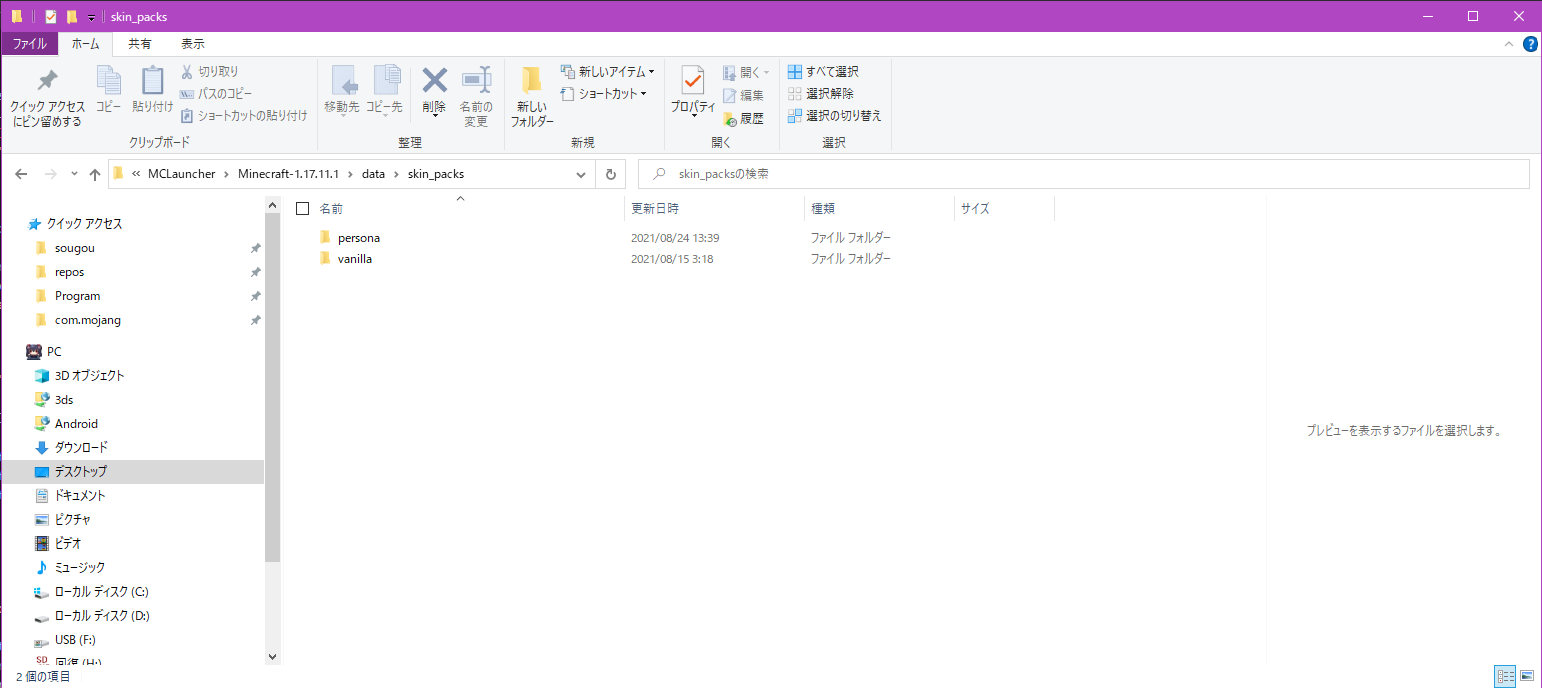 skin_packs
ファイル ホーム 共有 表示
クイック アクセス
にピン留めする
コピー
貼り付け
切り取り
パスのコピー
ショートカットの貼り付け
クリップボード
移動先
コピー先
削除
名前の
変更
整理
新しい
フォルダー
新しいアイテム
ショートカット
新規
プロパティ
開く
編集
履歴
開く
すべて選択
選択解除
選択の切り替え
選択
« MCLauncher › Minecraft-1.17.11.1 › data › skin_packs
skin_packsの検索
クイック アクセス
sougou
repos
Program
com.mojang
PC
3D オブジェクト
3ds
Android
ダウンロード
デスクトップ
ドキュメント
ピクチャ
ビデオ
ミュージック
ローカル ディスク (C:)
ローカル ディスク (D:)
USB (F:)
回復 (H:)
名前 更新日時 種類 サイズ
persona 2021/08/24 13:39 ファイル フォルダー
vanilla 2021/08/15 3:18 ファイル フォルダー
プレビューを表示するファイルを選択します。
2 個の項目